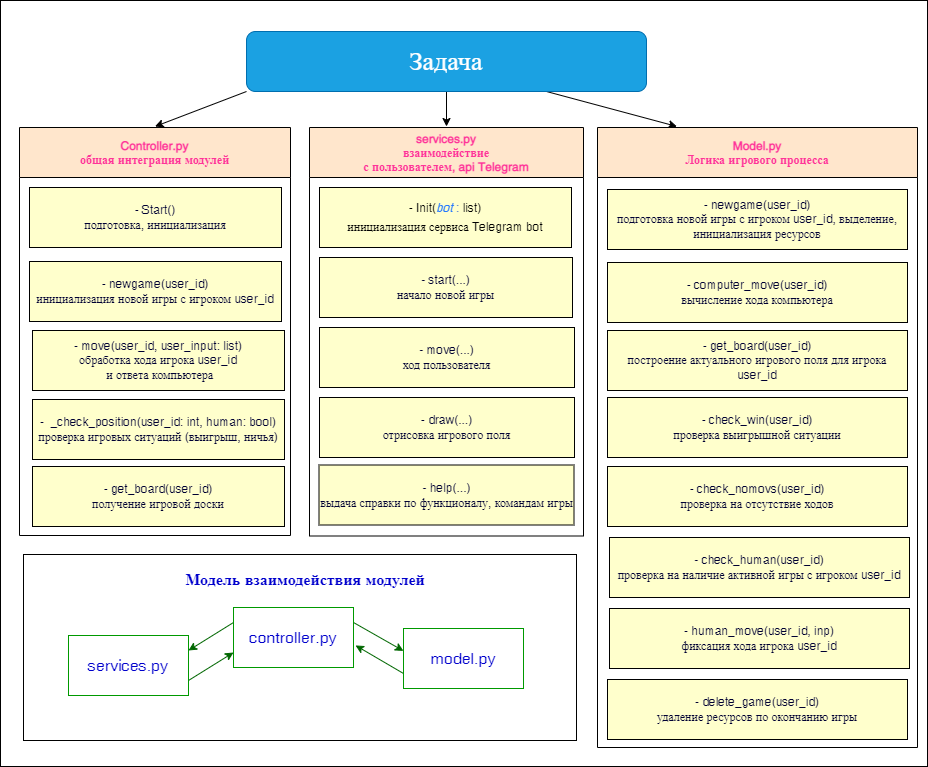 Задача
Controller.py
общая интеграция модулей
- Start()
подготовка, инициализация
- newgame(user_id)
инициализация новой игры с игроком user_id
- move(user_id, user_input: list)
обработка хода игрока user_id
и ответа компьютера
- _check_position(user_id: int, human: bool)
проверка игровых ситуаций (выигрыш, ничья)
- get_board(user_id)
получение игровой доски
services.py
взаимодействие
с пользователем, api Telegram
- Init(bot : list)
инициализация сервиса Telegram bot
- start(...)
начало новой игры
- move(...)
ход пользователя
- draw(...)
отрисовка игрового поля
- help(...)
выдача справки по функционалу, командам игры
Model.py
Логика игрового процесса
- newgame(user_id)
подготовка новой игры с игроком user_id, выделение,
инициализация ресурсов
- computer_move(user_id)
вычисление хода компьютера
- get_board(user_id)
построение актуального игрового поля для игрока
user_id
- check_win(user_id)
проверка выигрышной ситуации
- check_nomovs(user_id)
проверка на отсутствие ходов
- check_human(user_id)
проверка на наличие активной игры с игроком user_id
- human_move(user_id, inp)
фиксация хода игрока user_id
- delete_game(user_id)
удаление ресурсов по окончанию игры
Модель взаимодействия модулей
services.py
controller.py
model.py